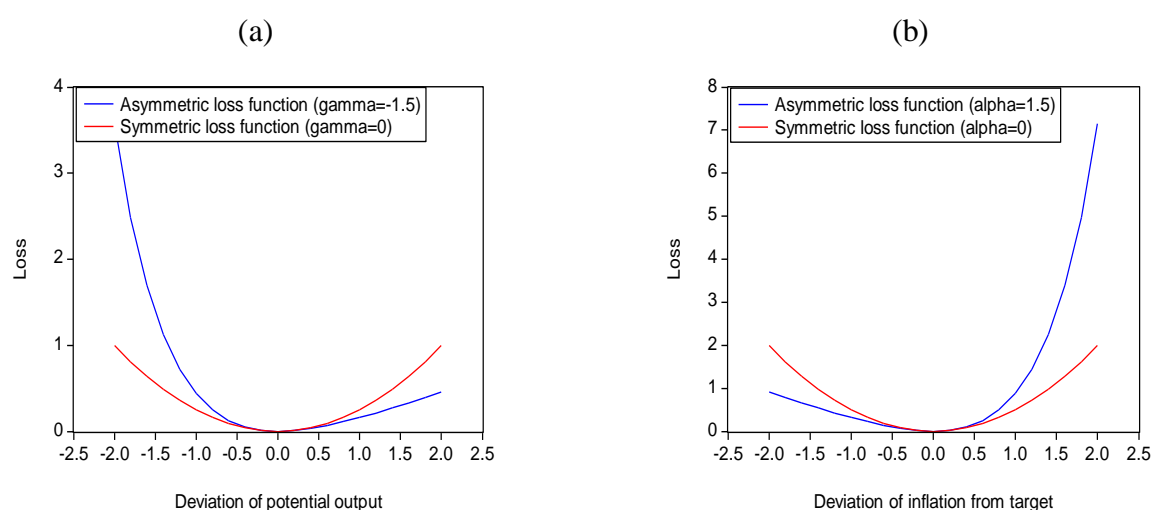 (a)
Asymmetric loss function (gamma=-1.5)
Symmetric loss function (gamma=0)
4
3
2
1
0
Loss
-2.5 -2.0 -1.5 -1.0 -0.5 0.0 0.5 1.0 1.5 2.0 2.5
Deviation of potential output
(b)
Asymmetric loss function (alpha=1.5)
Symmetric loss function (alpha=0)
8
7
6
5
4
3
2
1
0
Loss
-2.5 -2.0 -1.5 -1.0 -0.5 0.0 0.5 1.0 1.5 2.0 2.5
Deviation of inflation from target